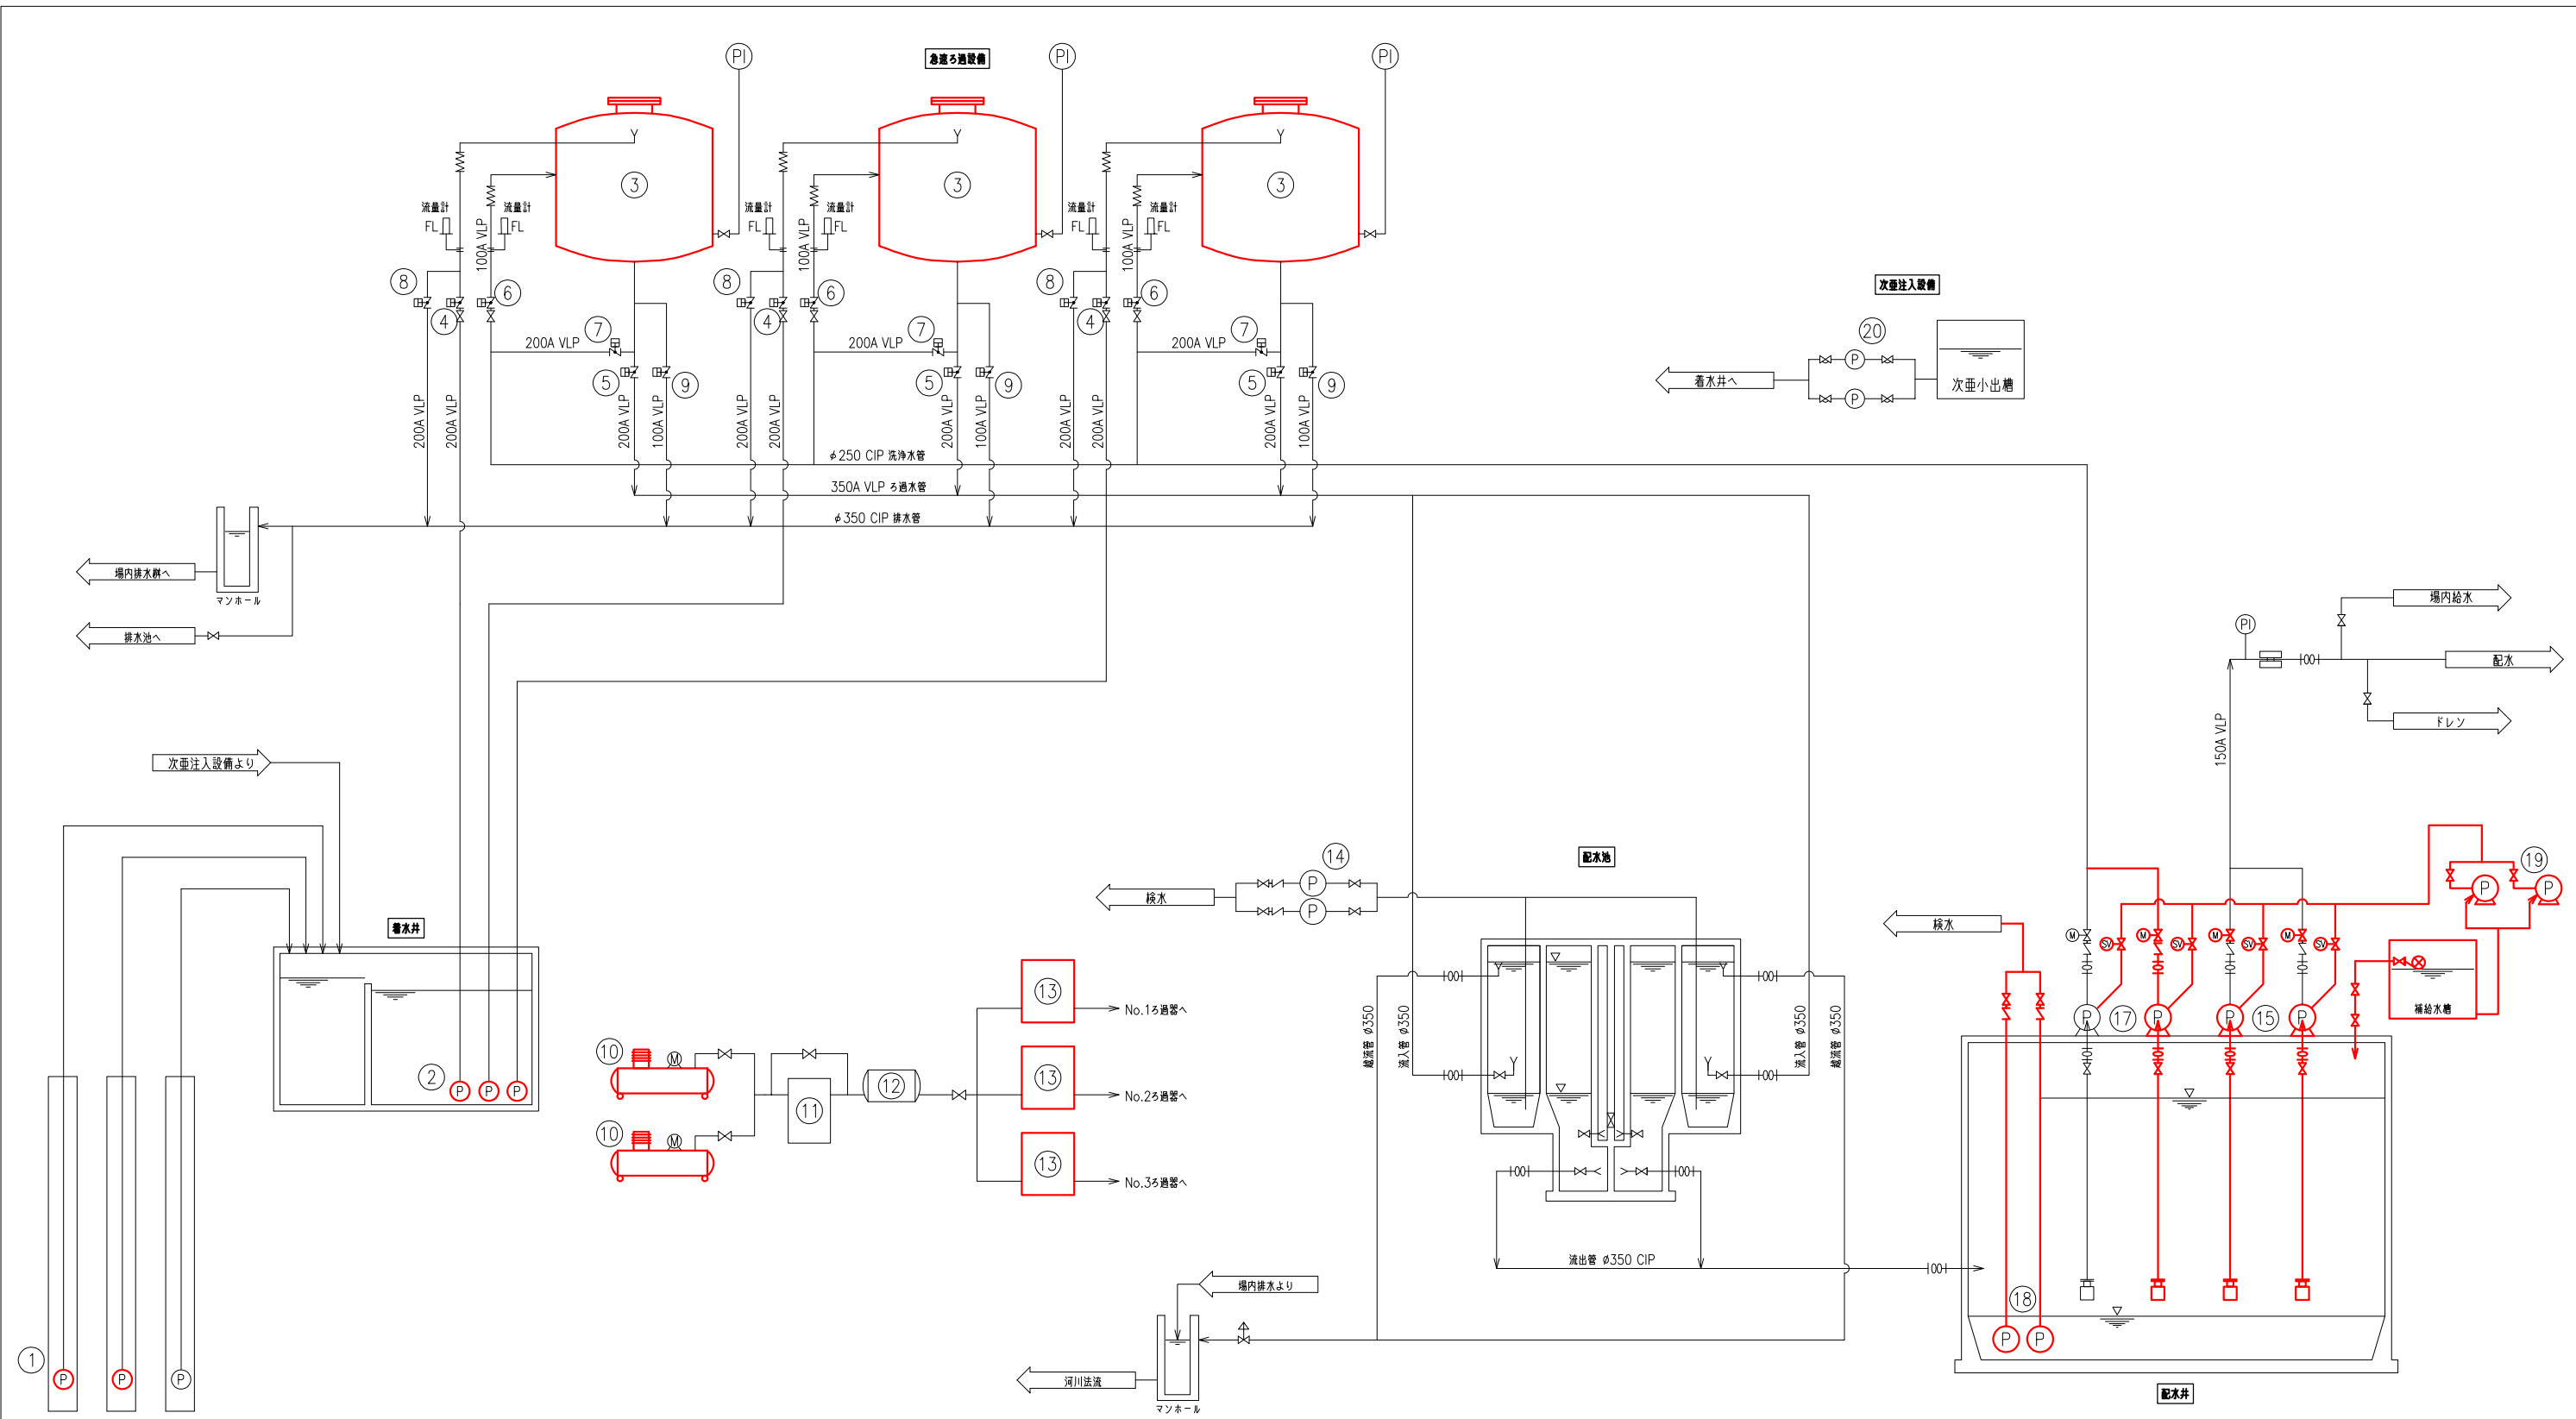 急速ろ過設備
PI
PI
PI
3
3
3
流量計
FL
流量計
FL
100A VLP
流量計
FL
流量計
FL
100A VLP
流量計
FL
流量計
FL
100A VLP
8
4
6
8
4
6
8
4
6
7
200A VLP
7
200A VLP
7
200A VLP
5
9
5
9
5
9
200A VLP
200A VLP
200A VLP
100A VLP
200A VLP
200A VLP
200A VLP
100A VLP
200A VLP
200A VLP
200A VLP
100A VLP
φ250 CIP 洗浄水管
350A VLP ろ過水管
φ350 CIP 排水管
次亜注入設備
20
P
P
着水井へ
次亜小出槽
場内排水桝へ
マンホール
排水池へ
次亜注入設備より
着水井
2
P
P
P
1
P
P
P
10
M
10
M
11
12
13
13
13
No.1ろ過器へ
No.2ろ過器へ
No.3ろ過器へ
14
P
P
検水
配水池
越流管 φ350
流入管 φ350
流入管 φ350
越流管 φ350
流出管 φ350 CIP
場内排水より
河川法流
マンホール
場内給水
PI
配水
ドレン
150A VLP
19
P
P
検水
M
SV
M
SV
M
SV
M
SV
P
17
P
P
15
P
補給水槽
18
P
P
配水井